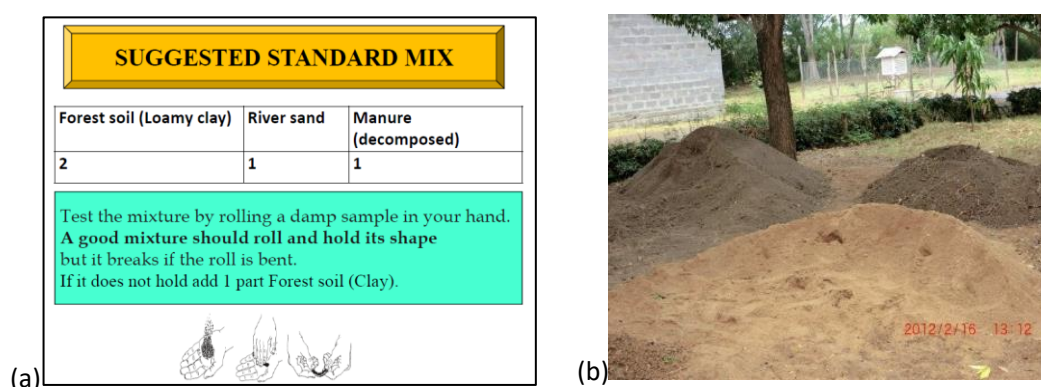 SUGGESTED STANDARD MIX
Forest soil (Loamy clay) River sand Manure (decomposed)
2 1 1
Test the mixture by rolling a damp sample in your hand.
A good mixture should roll and hold its shape
but it breaks if the roll is bent.
If it does not hold add 1 part Forest soil (Clay).
(a)
2012/2/16 13:12
(b)